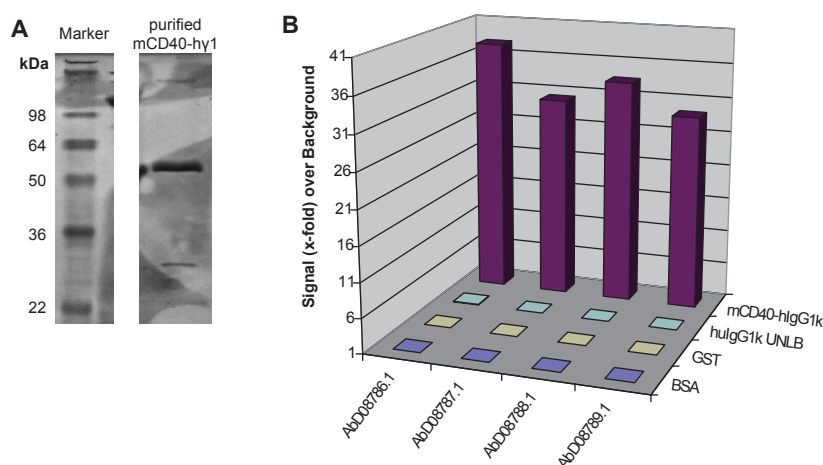 A
Marker
purified
mCD40-hγ1
kDa
98
64
50
36
22
B
Signal (x-fold) over Background
41
36
31
26
21
16
11
6
1
AbD08786.1
AbD08787.1
AbD08788.1
AbD08789.1
mCD40-hIgG1k
huIgG1k UNLB
GST
BSA